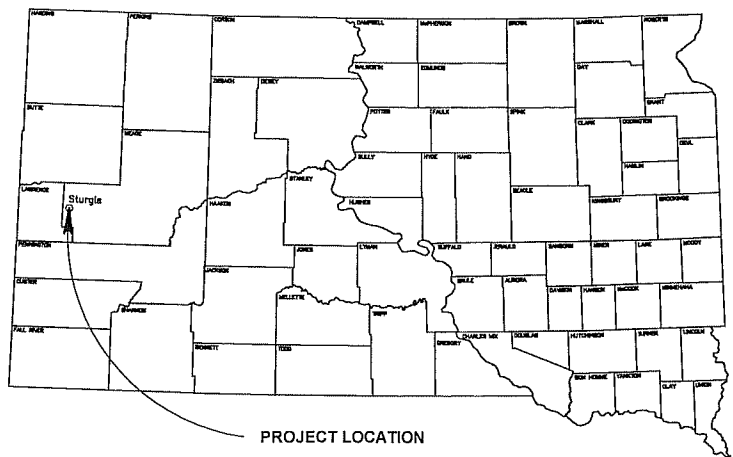 HARDING
PERKINS
CORSON
CAMPBELL
McPHERSON
BROWN
MARSHALL
ROBERTS
WALWORTH
EDMUNDS
DAY
ZIEBACH
DEWEY
BUTTE
POTTER
FAULK
SPINK
GRANT
CLARK
CODINGTON
MEADE
DEUEL
HAMLIN
SULLY
HYDE
HAND
STANLEY
LAWRENCE
Sturgis
HAAKON
HUGHES
BEADLE
KINGSBURY
BROOKINGS
PENNINGTON
JONES
LYMAN
BUFFALO
JERAULD
SANBORN
MINER
LAKE
MOODY
JACKSON
CUSTER
BRULE
AURORA
DAVISON
HANSON
McCOOK
MINNEHAHA
MELLETTE
SHANNON
TRIPP
FALL RIVER
CHARLES MIX
DOUGLAS
HUTCHINSON
TURNER
LINCOLN
BENNETT
TODD
GREGORY
BON HOMME
YANKTON
CLAY
UNION
PROJECT LOCATION